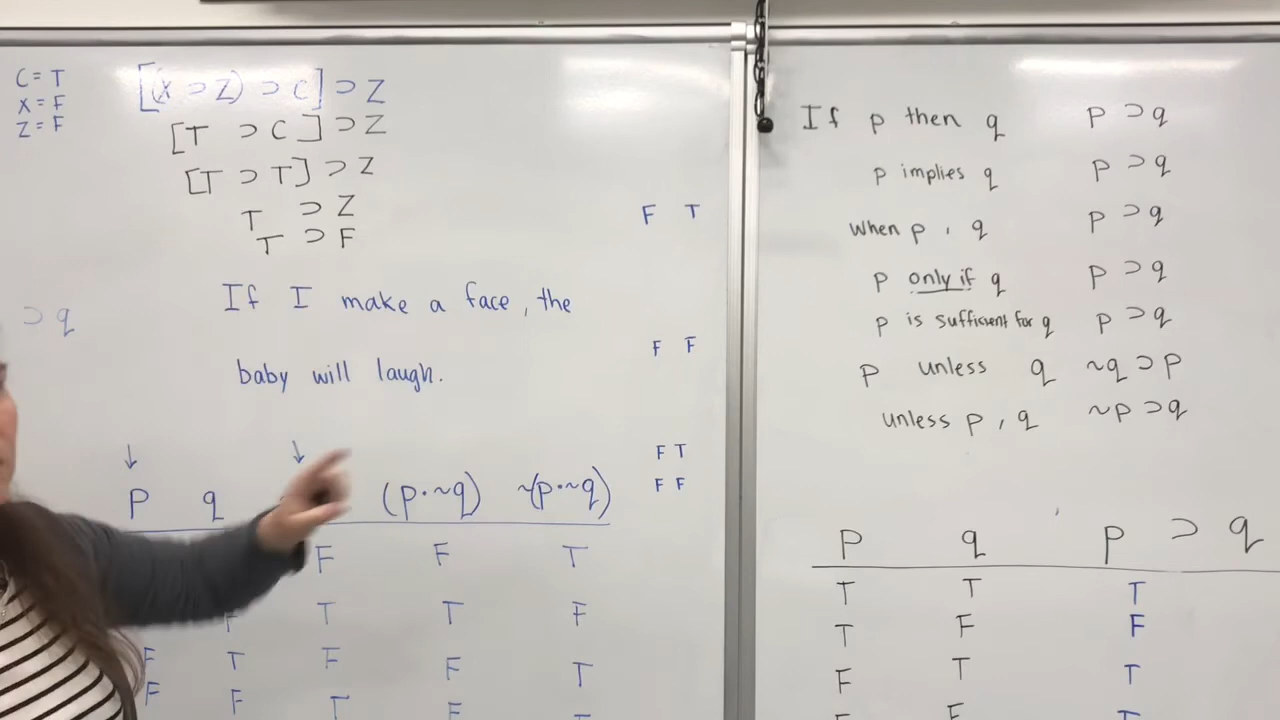 C = T
X = F
Z = F
[(X ⊃ Z) ⊃ C] ⊃ Z
[T ⊃ C] ⊃ Z
[T ⊃ T] ⊃ Z
T ⊃ Z
T ⊃ F
F T
If I make a face, the
baby will laugh.
F F
⊃ q
F T
F F
p q (p · ~q) ~(p · ~q)
F F T
F T T F
F T F F T
F F T F
If p then q p ⊃ q
p implies q p ⊃ q
When p, q p ⊃ q
p only if q p ⊃ q
p is sufficient for q p ⊃ q
p unless q ~q ⊃ p
unless p, q ~p ⊃ q
p q p ⊃ q
T T T
T F F
F T T
F F T